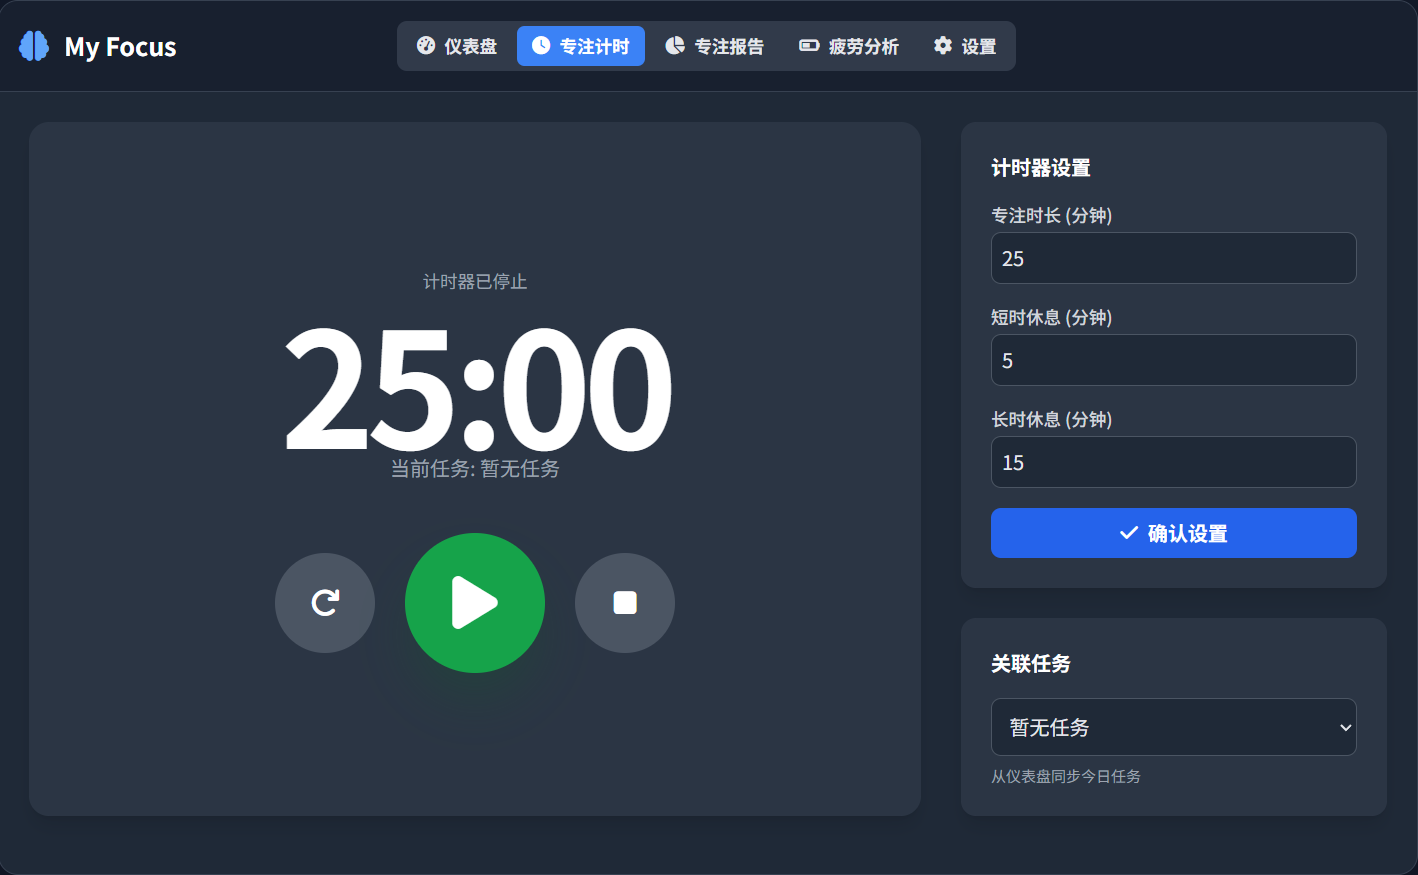 My Focus
仪表盘
专注计时
专注报告
疲劳分析
设置
计时器已停止
25:00
当前任务: 暂无任务
计时器设置
专注时长 (分钟)
25
短时休息 (分钟)
5
长时休息 (分钟)
15
确认设置
关联任务
暂无任务
从仪表盘同步今日任务